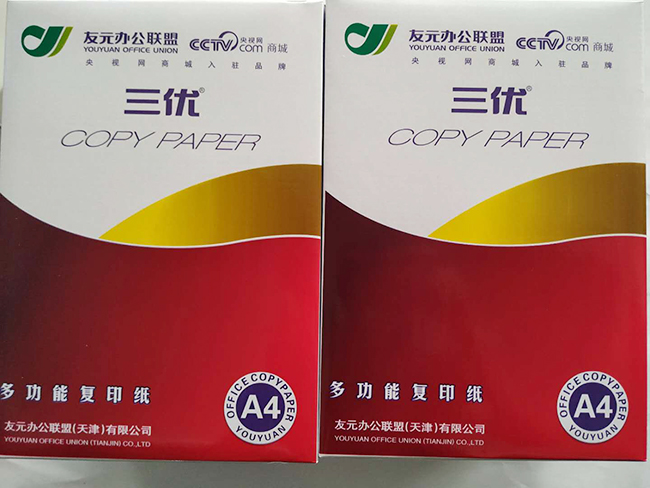 友元办公联盟
YOUYUAN OFFICE UNION
CCTV 央视网
com 商城
央视网商城入驻品牌
三优®
COPY PAPER
多功能复印纸
友元办公联盟(天津)有限公司
YOUYUAN OFFICE UNION (TIANJIN) CO.,LTD
OFFICE COPYPAPER
A4
YOUYUAN
友元办公联盟
YOUYUAN OFFICE UNION
CCTV 央视网
com 商城
央视网商城入驻品牌
三优®
COPY PAPER
多功能复印纸
友元办公联盟(天津)有限公司
YOUYUAN OFFICE UNION (TIANJIN) CO.,LTD
OFFICE COPYPAPER
A4
YOUYUAN